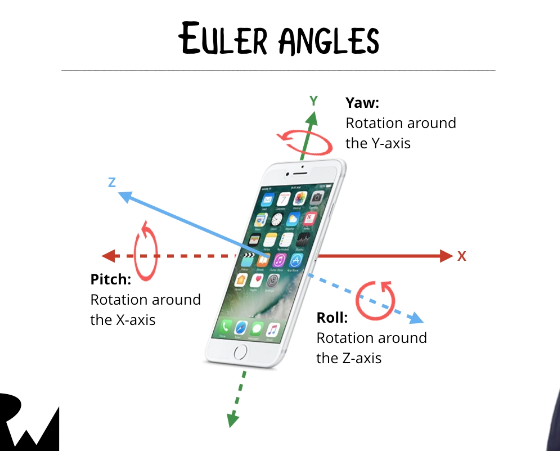 EULER ANGLES
Y
Yaw:
Rotation around
the Y-axis
Z
X
Pitch:
Rotation around
the X-axis
Roll:
Rotation around
the Z-axis